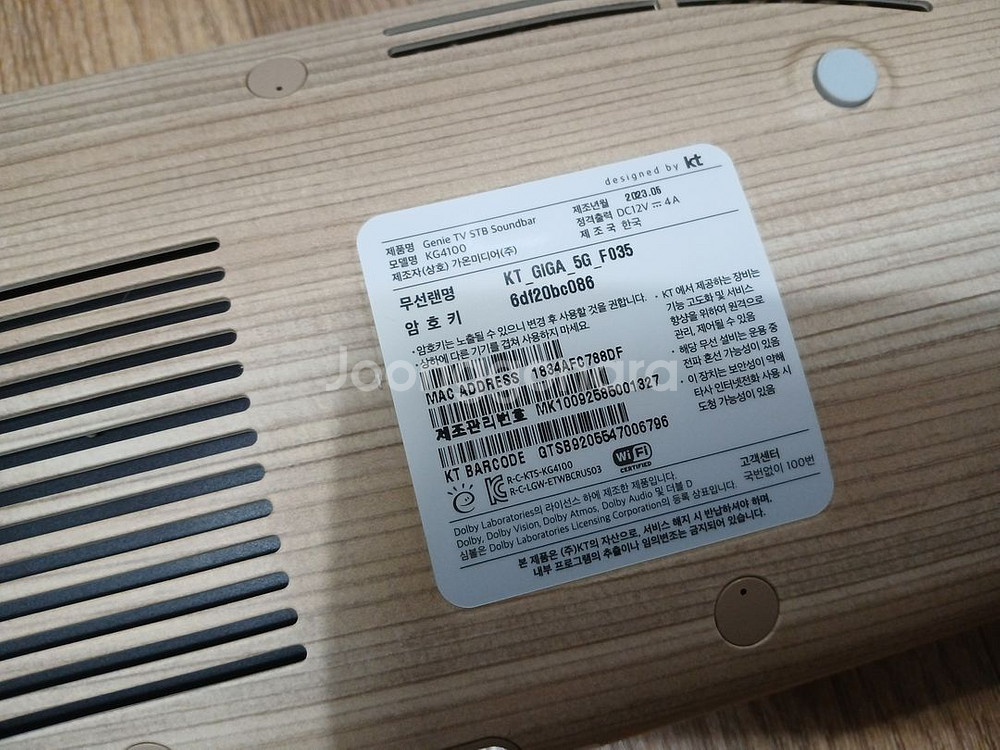 designed by kt
제품명 Genie TV STB Soundbar
제조년월 2023.05
모델명 KG4100
정격출력 DC12V ⎓ 4A
제조자(상호) 가온미디어(주)
제조국 한국
무선랜명 KT_GIGA_5G_F035
암호키 6df20bc086
·암호키는 노출될 수 있으니 변경 후 사용할 것을 권합니다.
·상하에 다른 기기를 겹쳐 사용하지 마세요.
MAC ADDRESS 1834AFC788DF
제조관리번호 MK1009258S001327
KT BARCODE QTSB9205547006796
· KT 에서 제공하는 장비는
기능 고도화 및 서비스
향상을 위하여 원격으로
관리, 제어될 수 있음
· 해당 무선 설비는 운용 중
전파 혼선 가능성이 있음
· 이 장치는 보안성이 약해
타사 인터넷전화 사용 시
도청 가능성이 있음
R-C-KTS-KG4100
R-C-LGW-ETWBCRUS03
Wi Fi
CERTIFIED
고객센터
국번없이 100번
Dolby Laboratories의 라이선스 하에 제조한 제품입니다.
Dolby, Dolby Vision, Dolby Atmos, Dolby Audio 및 더블 D
심볼은 Dolby Laboratories Licensing Corporation의 등록 상표입니다.
본 제품은 (주)KT의 자산으로, 서비스 해지 시 반납하셔야 하며,
내부 프로그램의 추출이나 임의변조는 금지되어 있습니다.
Joongonara